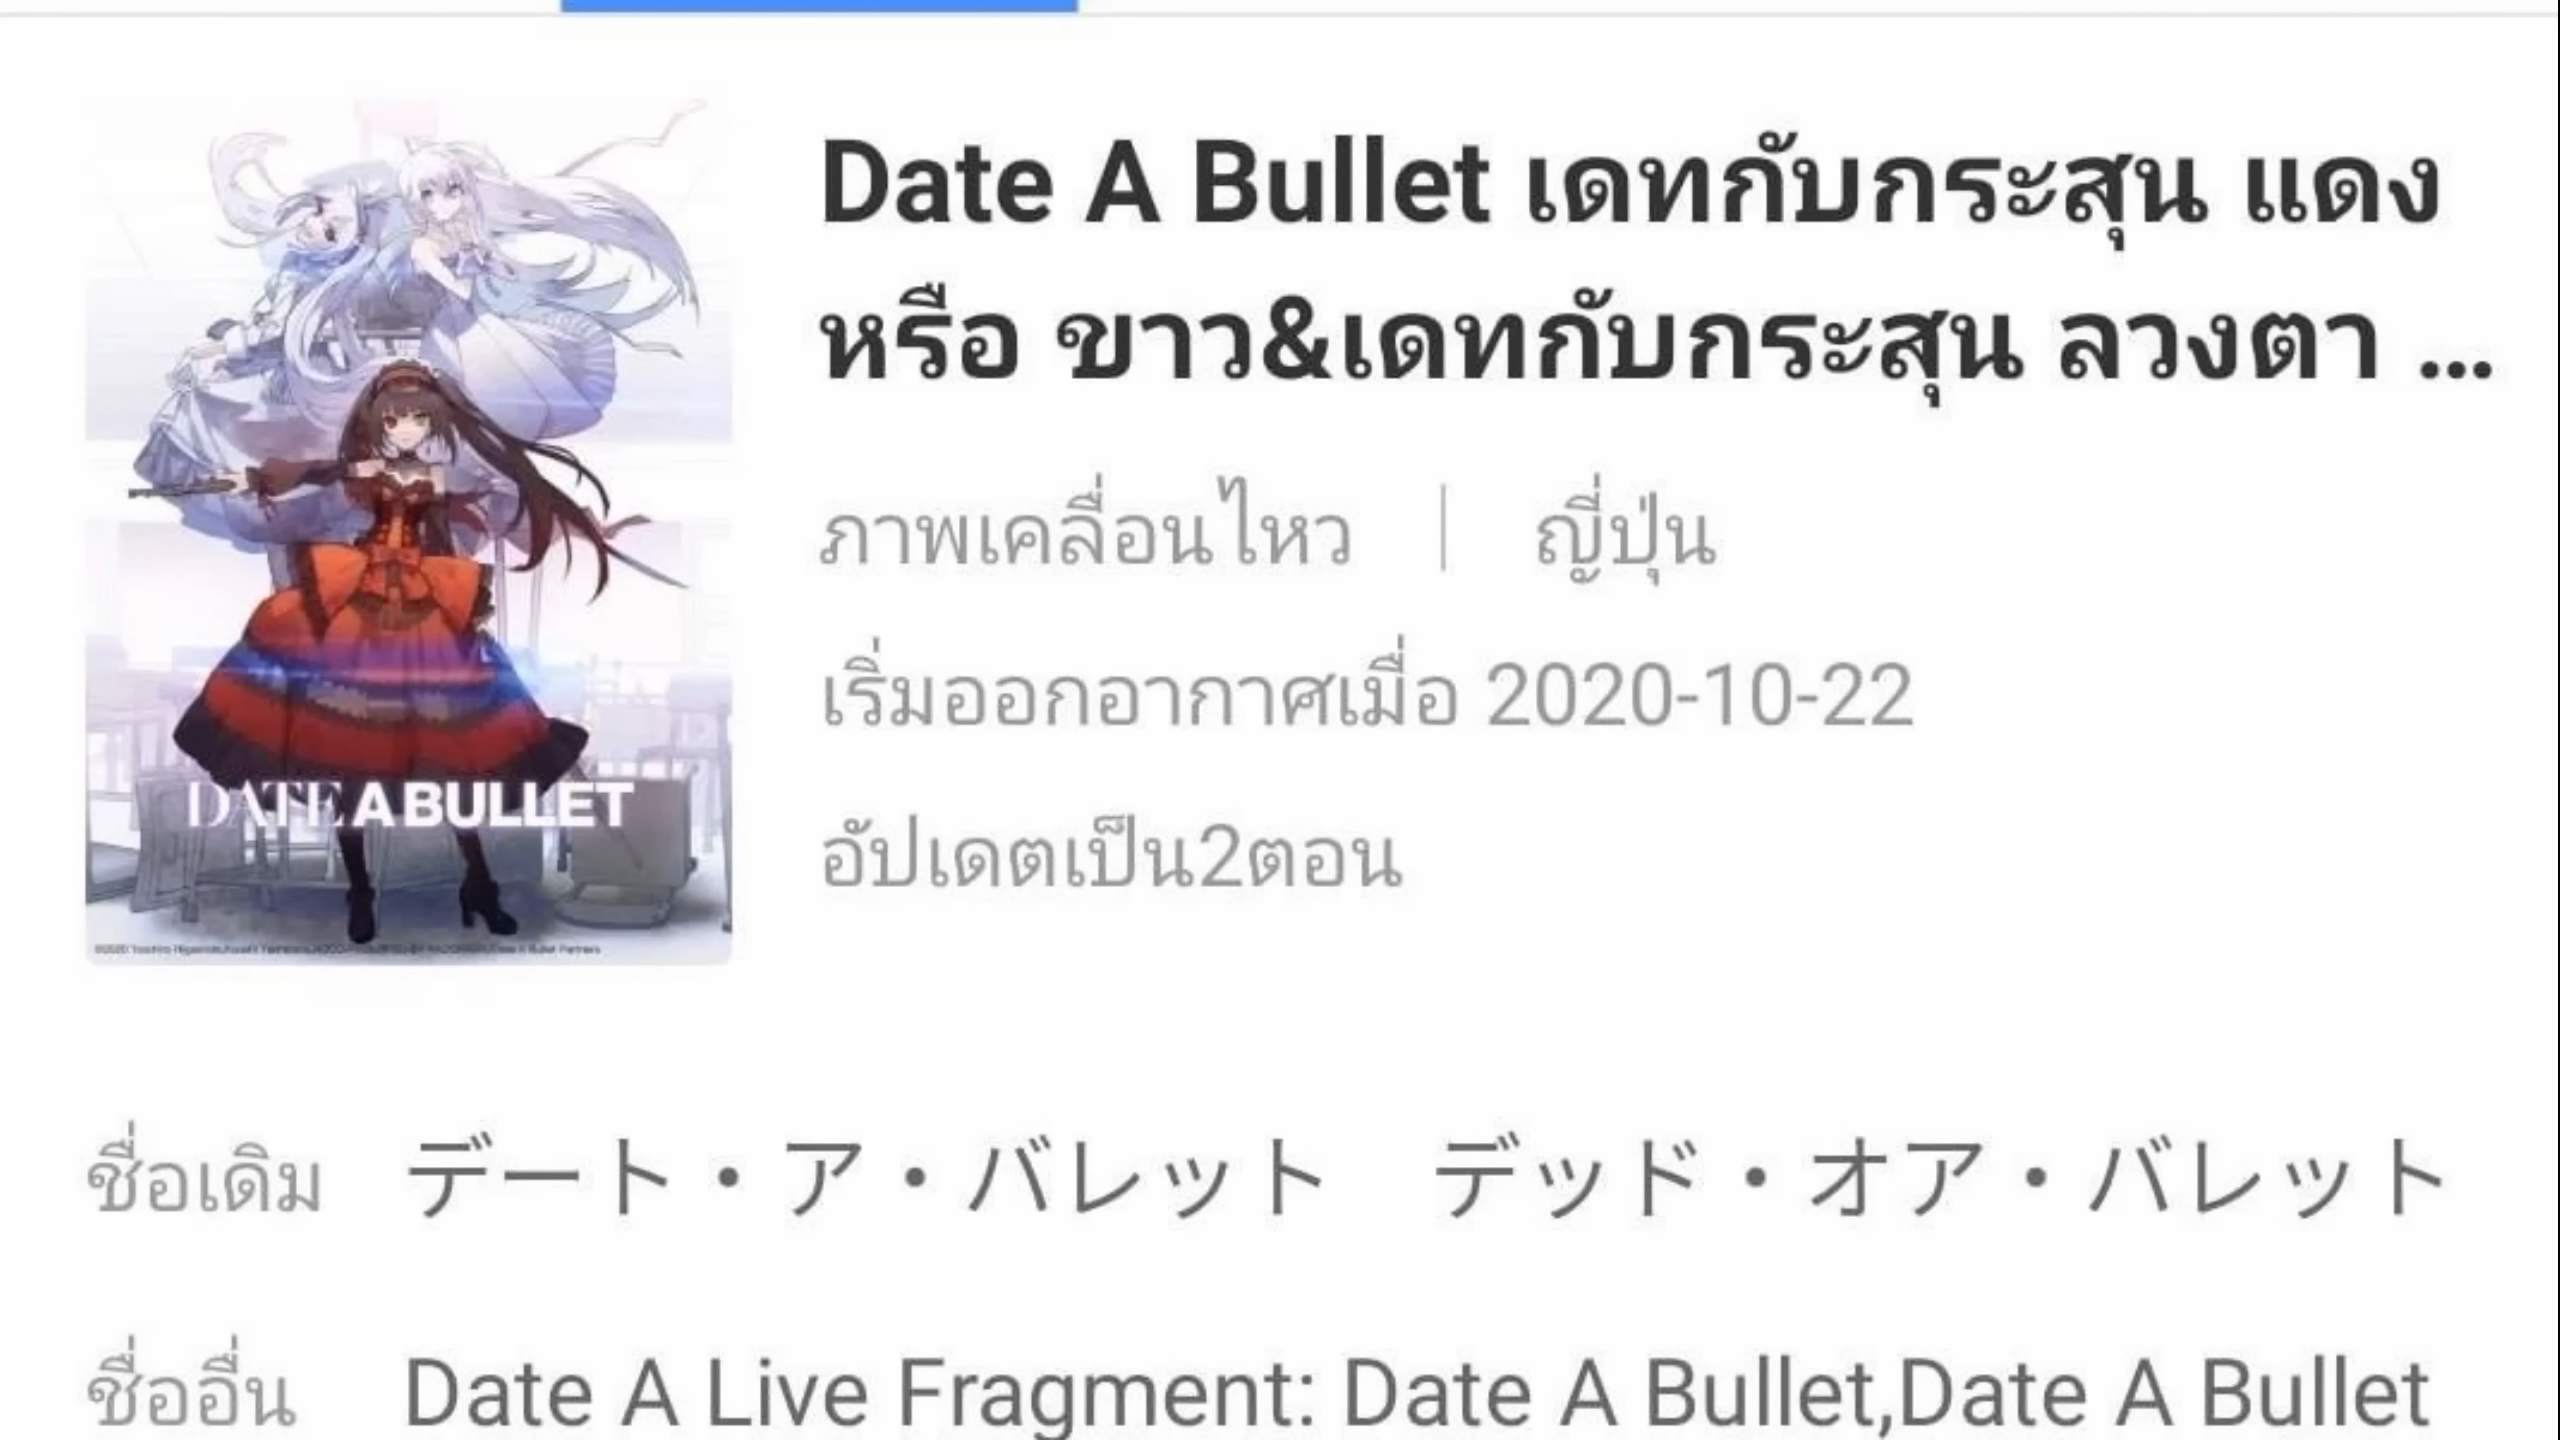 Date A Bullet เดทกับกระสุน แดง
หรือ ขาว&เดทกับกระสุน ลวงตา ...
ภาพเคลื่อนไหว | ญี่ปุ่น
เริ่มออกอากาศเมื่อ 2020-10-22
อัปเดตเป็น2ตอน
DATE A BULLET
ชื่อเดิม デート・ア・バレット　デッド・オア・バレット
ชื่ออื่น Date A Live Fragment: Date A Bullet,Date A Bullet